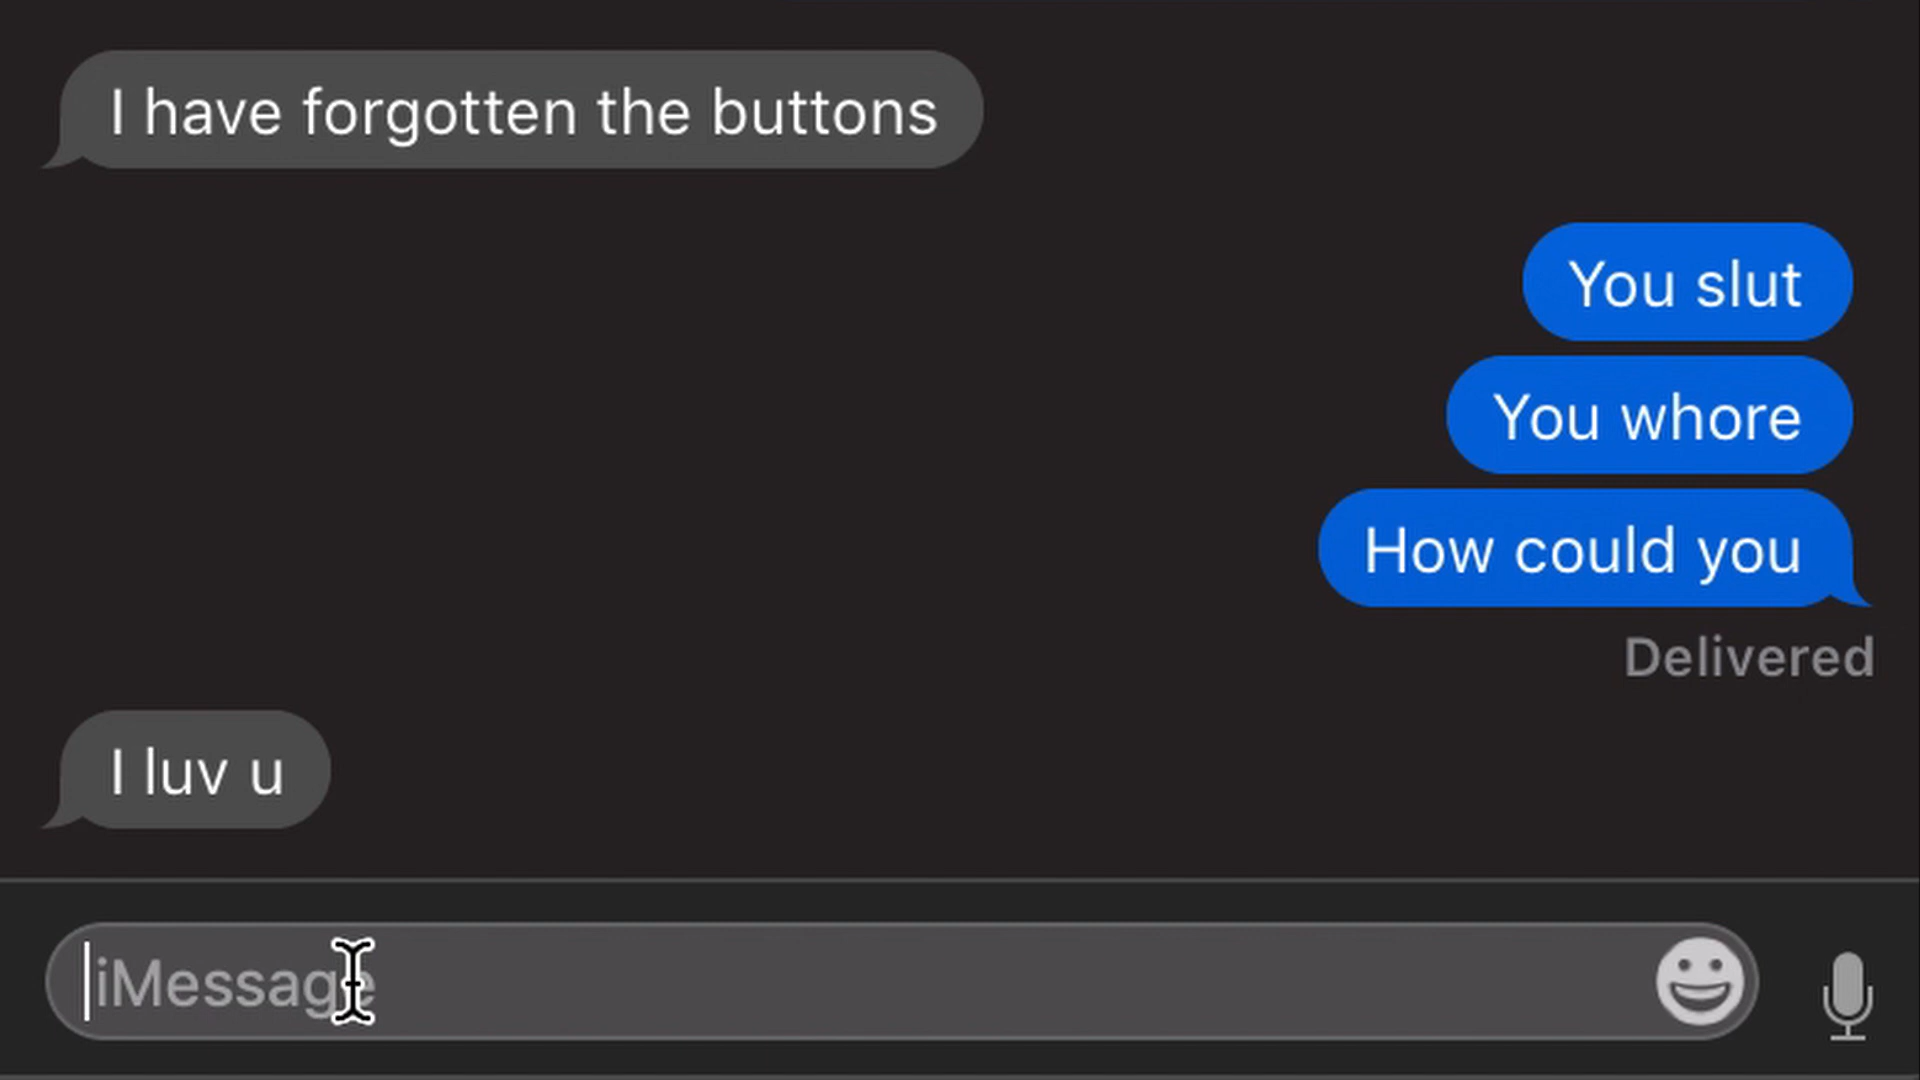 I have forgotten the buttons
You slut
You whore
How could you
Delivered
I luv u
iMessage